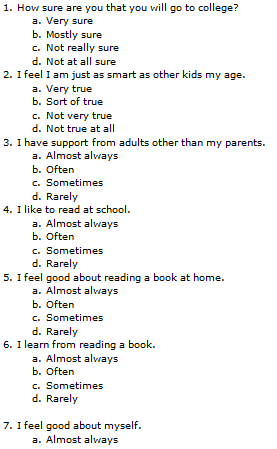 1. How sure are you that you will go to college?
a. Very sure
b. Mostly sure
c. Not really sure
d. Not at all sure
2. I feel I am just as smart as other kids my age.
a. Very true
b. Sort of true
c. Not very true
d. Not true at all
3. I have support from adults other than my parents.
a. Almost always
b. Often
c. Sometimes
d. Rarely
4. I like to read at school.
a. Almost always
b. Often
c. Sometimes
d. Rarely
5. I feel good about reading a book at home.
a. Almost always
b. Often
c. Sometimes
d. Rarely
6. I learn from reading a book.
a. Almost always
b. Often
c. Sometimes
d. Rarely
7. I feel good about myself.
a. Almost always